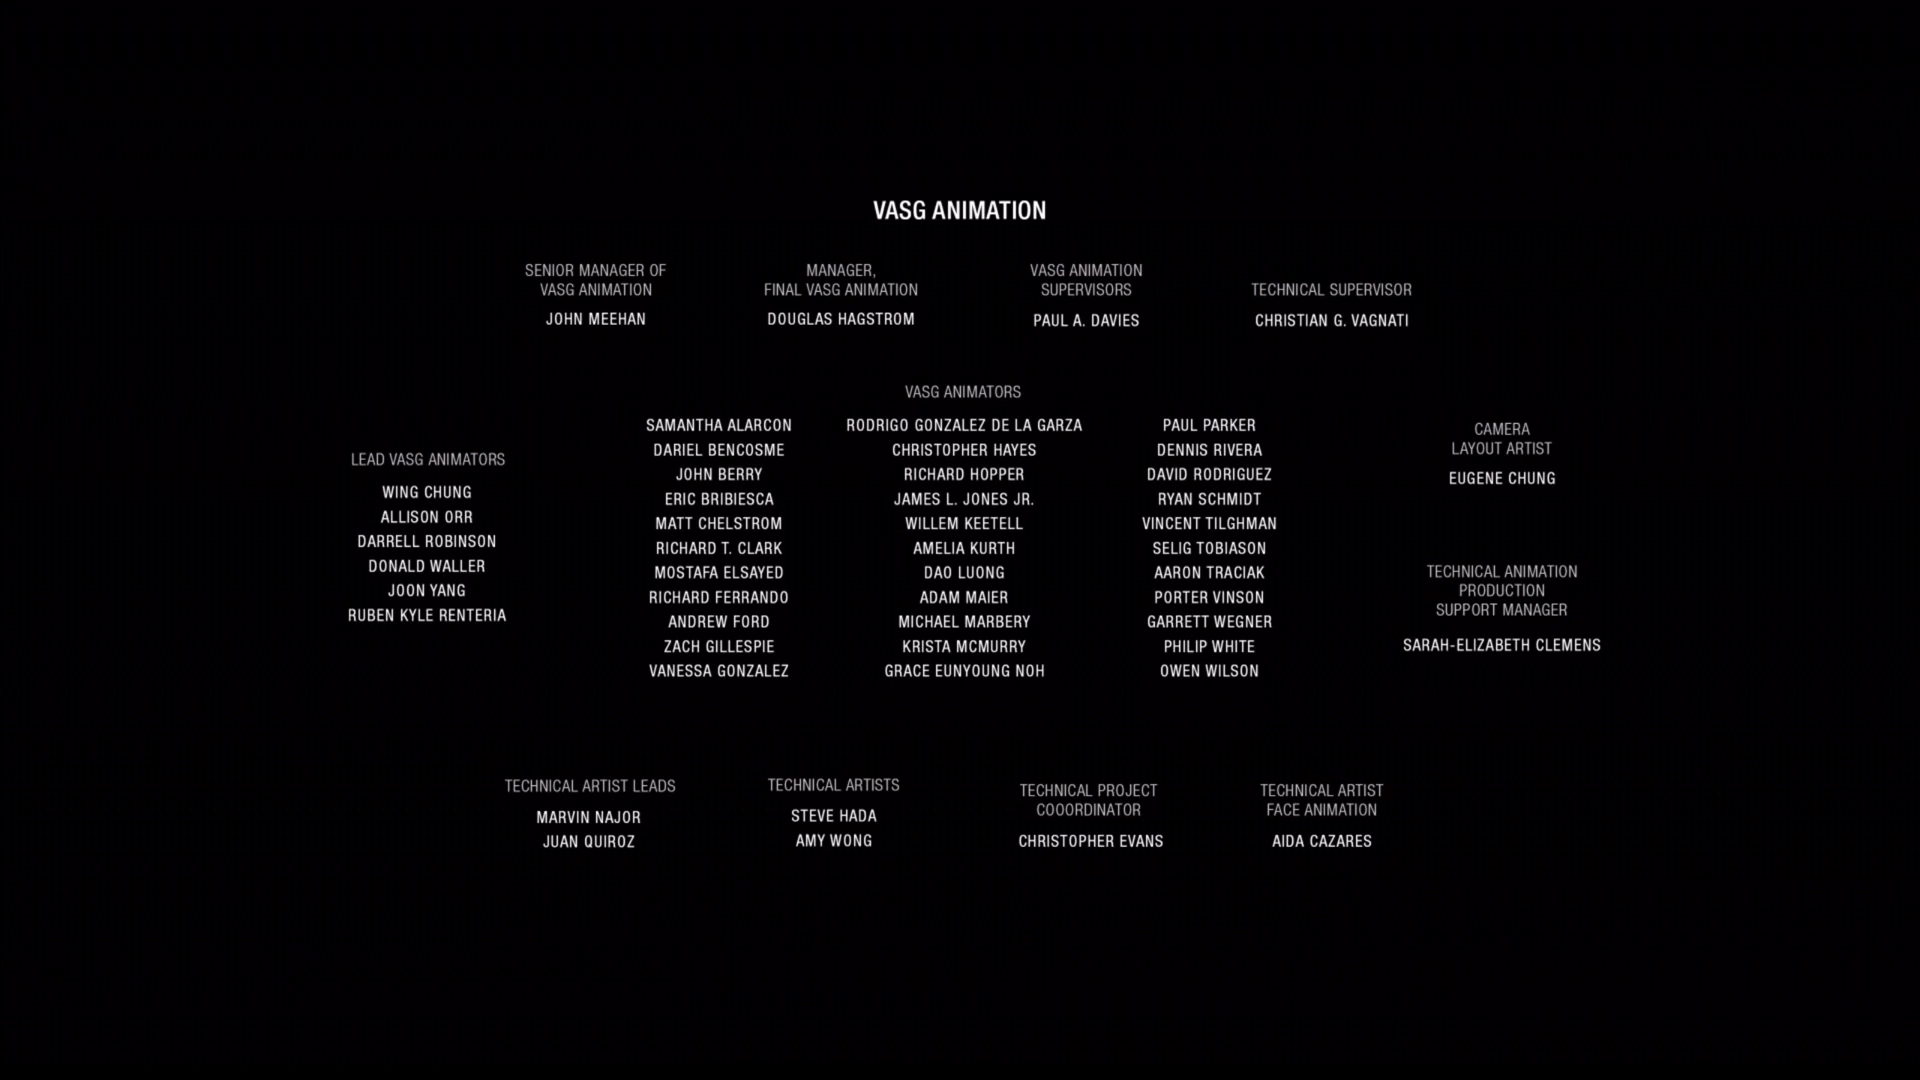 VASG ANIMATION
SENIOR MANAGER OF
VASG ANIMATION
JOHN MEEHAN
MANAGER,
FINAL VASG ANIMATION
DOUGLAS HAGSTROM
VASG ANIMATION
SUPERVISORS
PAUL A. DAVIES
TECHNICAL SUPERVISOR
CHRISTIAN G. VAGNATI
LEAD VASG ANIMATORS
WING CHUNG
ALLISON ORR
DARRELL ROBINSON
DONALD WALLER
JOON YANG
RUBEN KYLE RENTERIA
VASG ANIMATORS
SAMANTHA ALARCON
DARIEL BENCOSME
JOHN BERRY
ERIC BRIBIESCA
MATT CHELSTROM
RICHARD T. CLARK
MOSTAFA ELSAYED
RICHARD FERRANDO
ANDREW FORD
ZACH GILLESPIE
VANESSA GONZALEZ
RODRIGO GONZALEZ DE LA GARZA
CHRISTOPHER HAYES
RICHARD HOPPER
JAMES L. JONES JR.
WILLEM KEETELL
AMELIA KURTH
DAO LUONG
ADAM MAIER
MICHAEL MARBERY
KRISTA MCMURRY
GRACE EUNYOUNG NOH
PAUL PARKER
DENNIS RIVERA
DAVID RODRIGUEZ
RYAN SCHMIDT
VINCENT TILGHMAN
SELIG TOBIASON
AARON TRACIAK
PORTER VINSON
GARRETT WEGNER
PHILIP WHITE
OWEN WILSON
CAMERA
LAYOUT ARTIST
EUGENE CHUNG
TECHNICAL ANIMATION
PRODUCTION
SUPPORT MANAGER
SARAH-ELIZABETH CLEMENS
TECHNICAL ARTIST LEADS
MARVIN NAJOR
JUAN QUIROZ
TECHNICAL ARTISTS
STEVE HADA
AMY WONG
TECHNICAL PROJECT
COOORDINATOR
CHRISTOPHER EVANS
TECHNICAL ARTIST
FACE ANIMATION
AIDA CAZARES